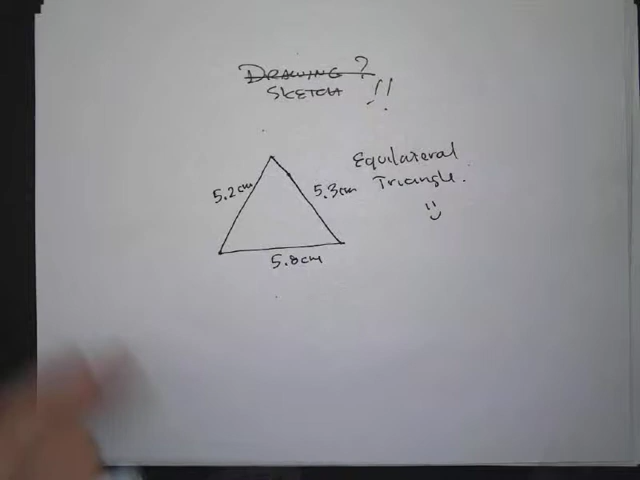 DRAWING ?
SKETCH !!
Equilateral
Triangle.
5.2cm
5.3cm
5.8cm